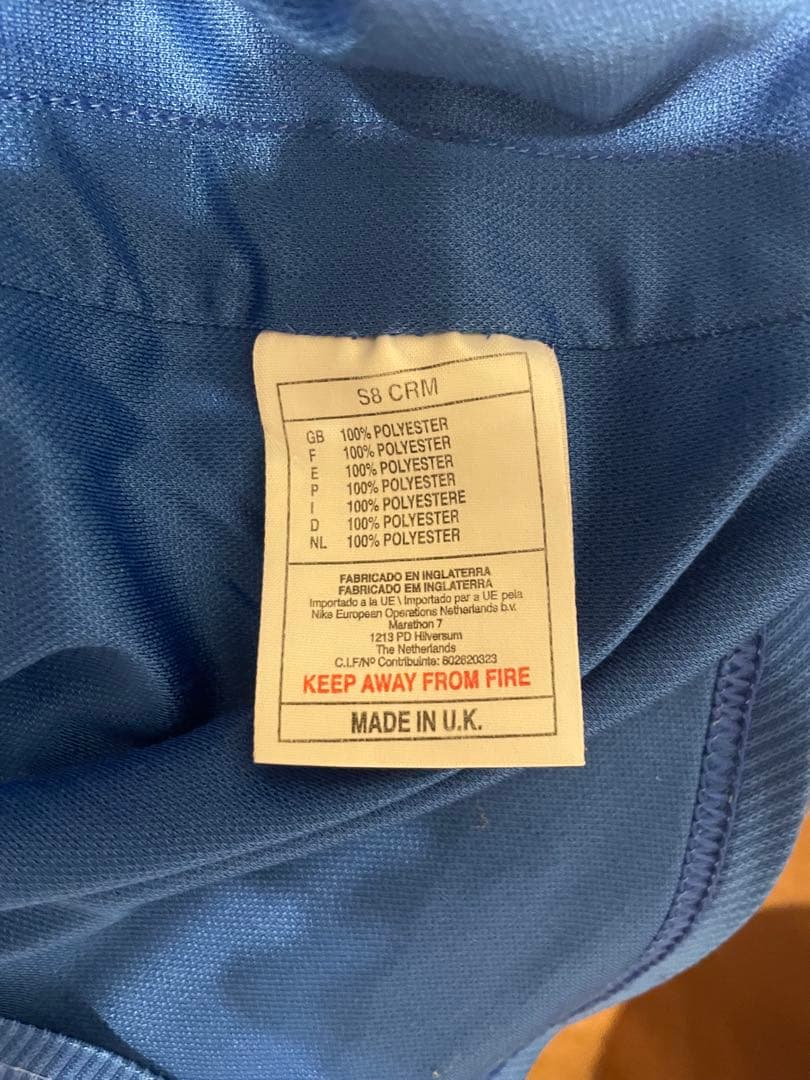 S8 CRM
GB 100% POLYESTER
F 100% POLYESTER
E 100% POLYESTER
P 100% POLYESTER
I 100% POLYESTERE
D 100% POLYESTER
NL 100% POLYESTER
FABRICADO EN INGLATERRA
FABRICADO EM INGLATERRA
Importado a la UE \ Importado par a UE pela
Nike European Operations Netherlands b.v.
Marathon 7
1213 PD Hilversum
The Netherlands
C.I.F/Nº Contribuinte: 802620323
KEEP AWAY FROM FIRE
MADE IN U.K.